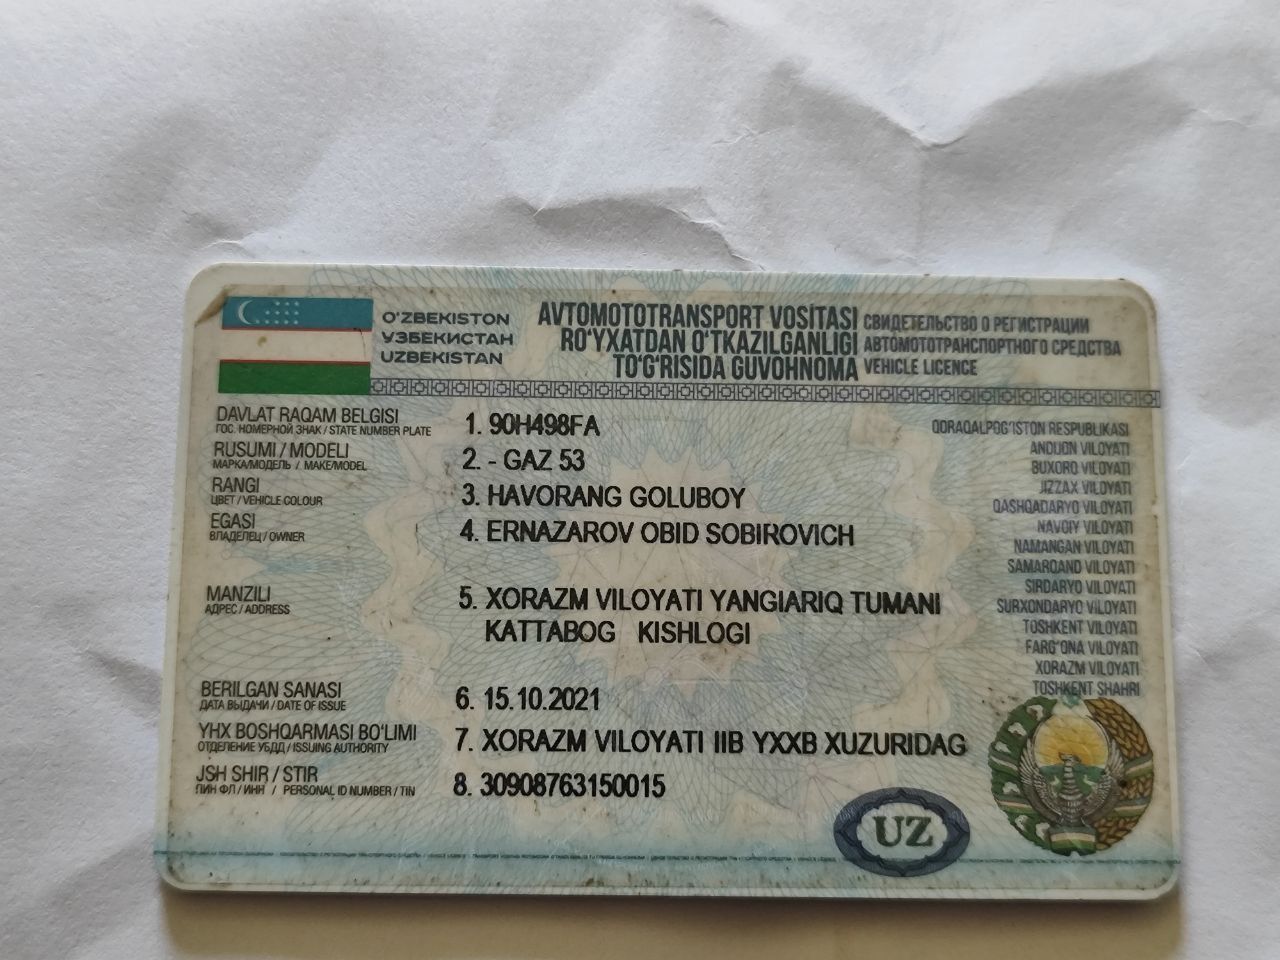 O'ZBEKISTON
ЎЗБЕКИСТАН
UZBEKISTAN
AVTOMOTOTRANSPORT VOSİTASI
RO'YXATDAN O'TKAZILGANLIGI
TO'G'RISIDA GUVOHNOMA
СВИДЕТЕЛЬСТВО О РЕГИСТРАЦИИ
АВТОМОТОТРАНСПОРТНОГО СРЕДСТВА
VEHICLE LICENCE
DAVLAT RAQAM BELGISI
ГОС. НОМЕРНОЙ ЗНАК / STATE NUMBER PLATE
1. 90H498FA
RUSUMI / MODELI
МАРКА/МОДЕЛЬ / MAKE/MODEL
2. - GAZ 53
RANGI
ЦВЕТ / VEHICLE COLOUR
3. HAVORANG GOLUBOY
EGASI
ВЛАДЕЛЕЦ / OWNER
4. ERNAZAROV OBID SOBIROVICH
MANZILI
АДРЕС / ADDRESS
5. XORAZM VILOYATI YANGIARIQ TUMANI
KATTABOG KISHLOGI
BERILGAN SANASI
ДАТА ВЫДАЧИ / DATE OF ISSUE
6. 15.10.2021
YHX BOSHQARMASI BO'LIMI
ОТДЕЛЕНИЕ УБДД / ISSUING AUTHORITY
7. XORAZM VILOYATI IIB YXXB XUZURIDAG
JSH SHIR / STIR
ПИН ФЛ / ИНН / PERSONAL ID NUMBER / TIN
8. 30908763150015
QORAQALPOG'ISTON RESPUBLIKASI
ANDIJON VILOYATI
BUXORO VILOYATI
JIZZAX VILOYATI
QASHQADARYO VILOYATI
NAVOIY VILOYATI
NAMANGAN VILOYATI
SAMARQAND VILOYATI
SIRDARYO VILOYATI
SURXONDARYO VILOYATI
TOSHKENT VILOYATI
FARG'ONA VILOYATI
XORAZM VILOYATI
TOSHKENT SHAHRI
UZ